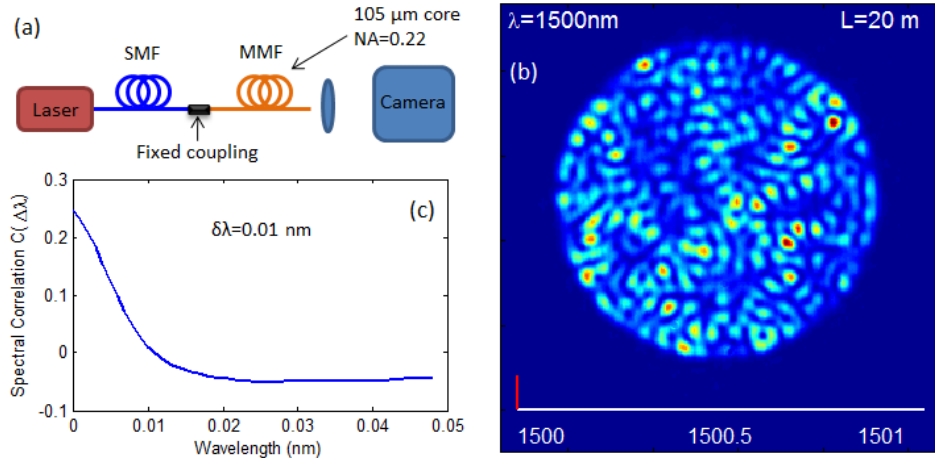 (a)
105 µm core
NA=0.22
SMF
MMF
Laser
Camera
Fixed coupling
λ=1500nm
L=20 m
(b)
(c)
δλ=0.01 nm
Spectral Correlation C( Δλ)
0.3
0.2
0.1
0
-0.1
0
0.01
0.02
0.03
0.04
0.05
Wavelength (nm)
1500
1500.5
1501